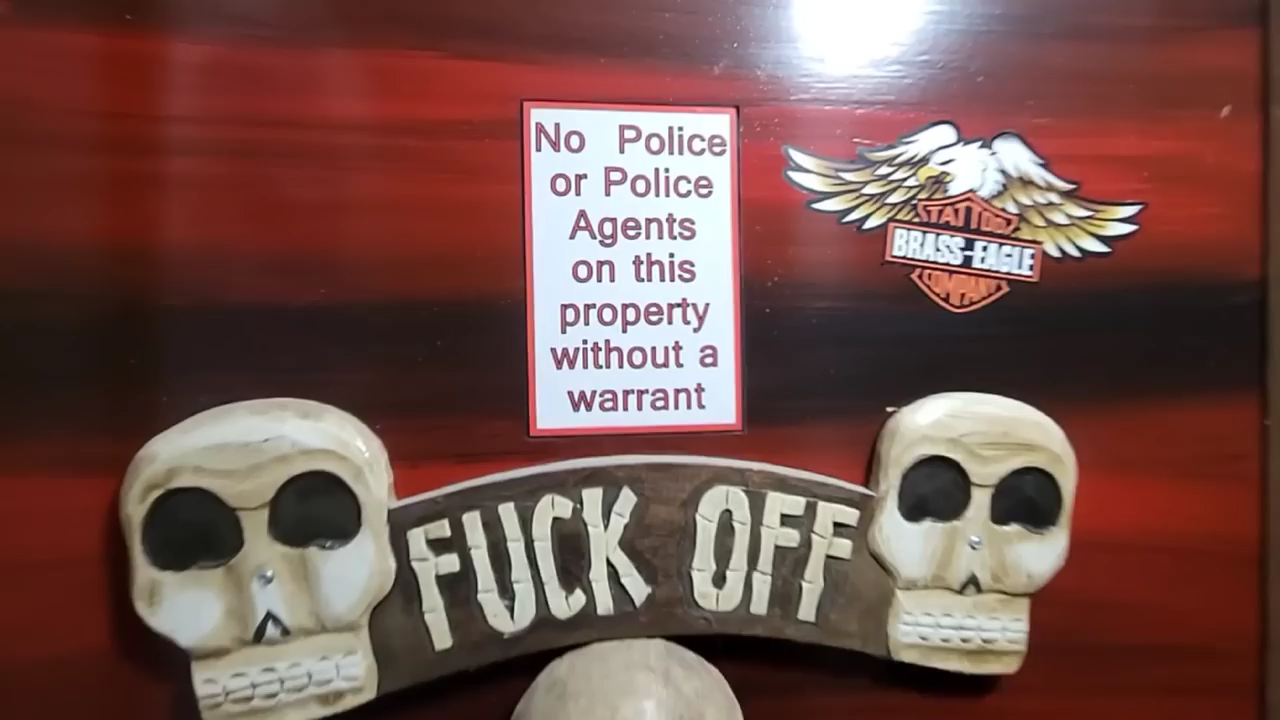 No Police
or Police
Agents
on this
property
without a
warrant
TATTOO
BRASS-EAGLE
COMPANY
FUCK OFF